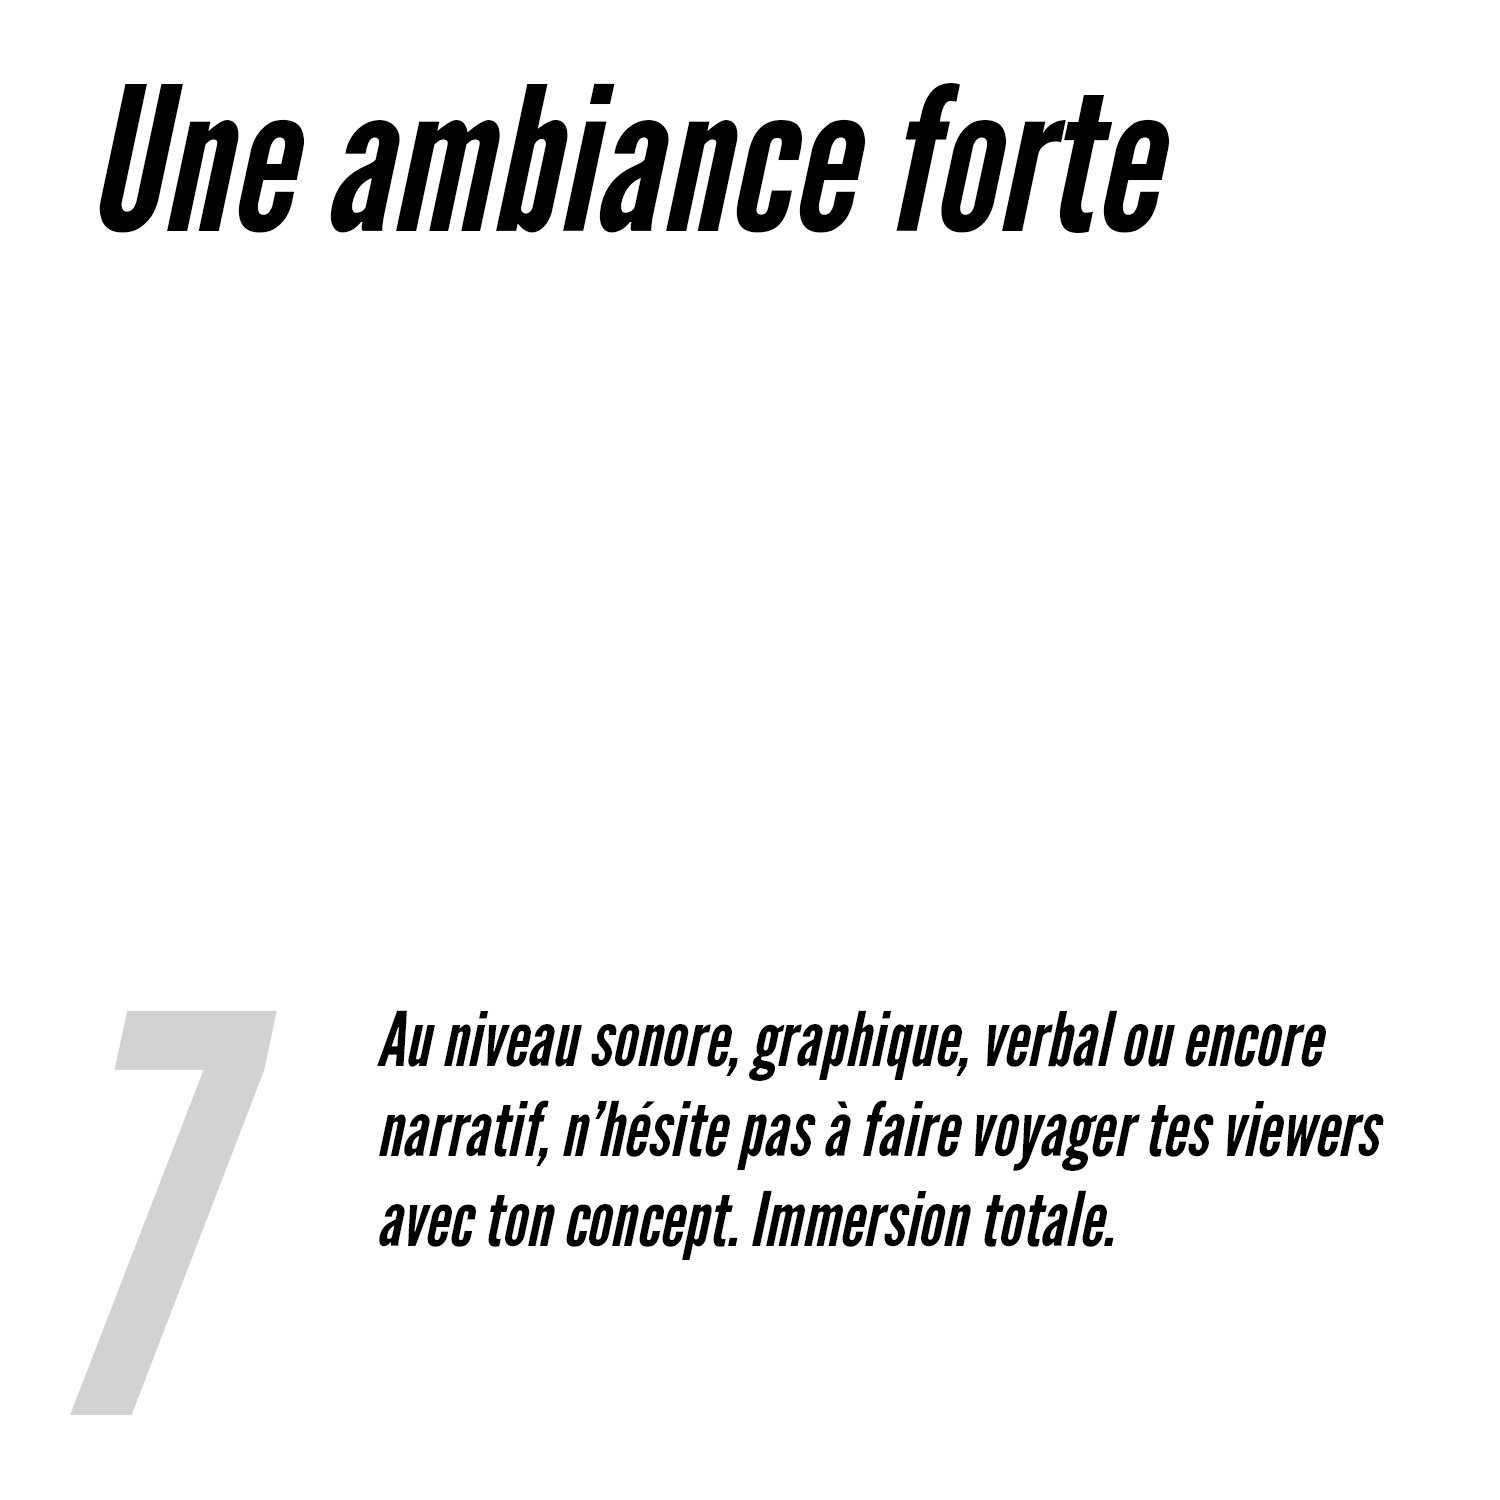 Une ambiance forte
7
Au niveau sonore, graphique, verbal ou encore
narratif, n’hésite pas à faire voyager tes viewers
avec ton concept. Immersion totale.